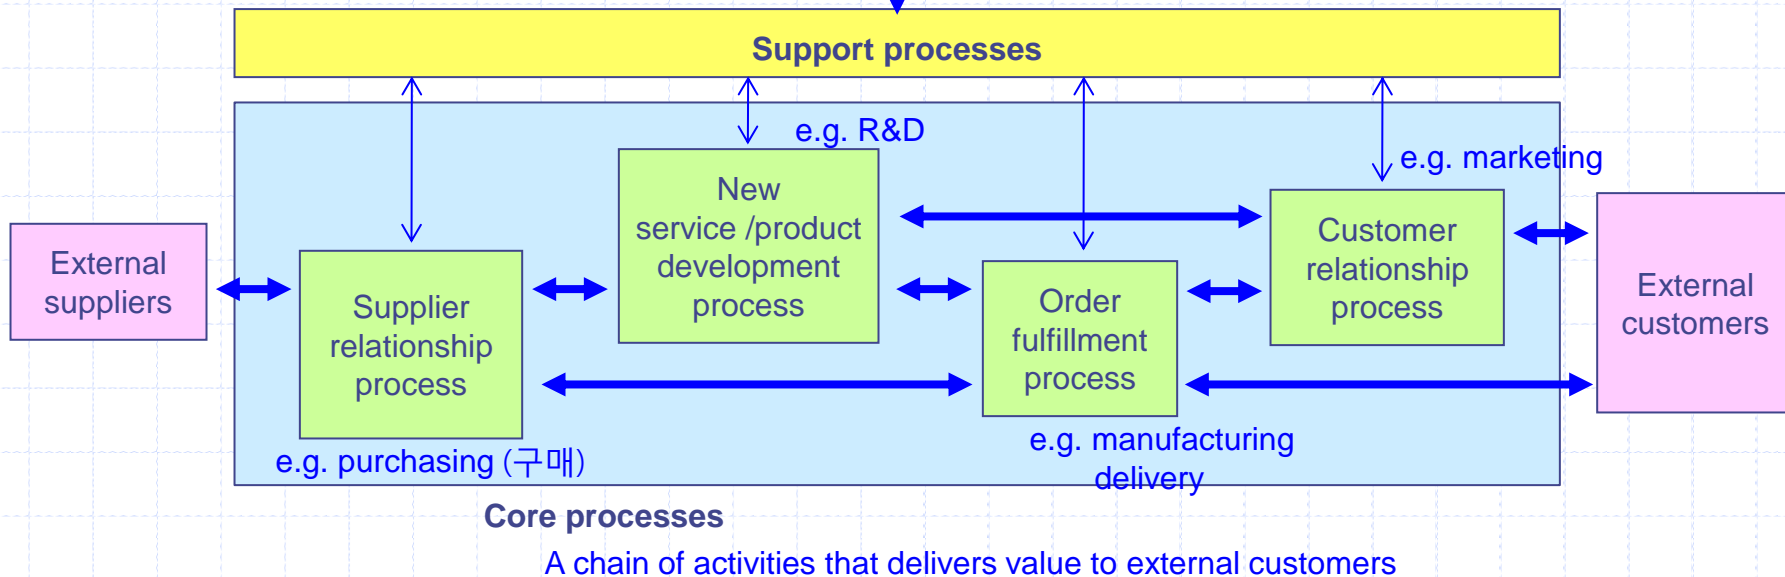 Support processes
e.g. R&D
e.g. marketing
New
service /product
development
process
Customer
relationship
process
External
suppliers
Supplier
relationship
process
Order
fulfillment
process
External
customers
e.g. purchasing (구매)
e.g. manufacturing
delivery
Core processes
A chain of activities that delivers value to external customers